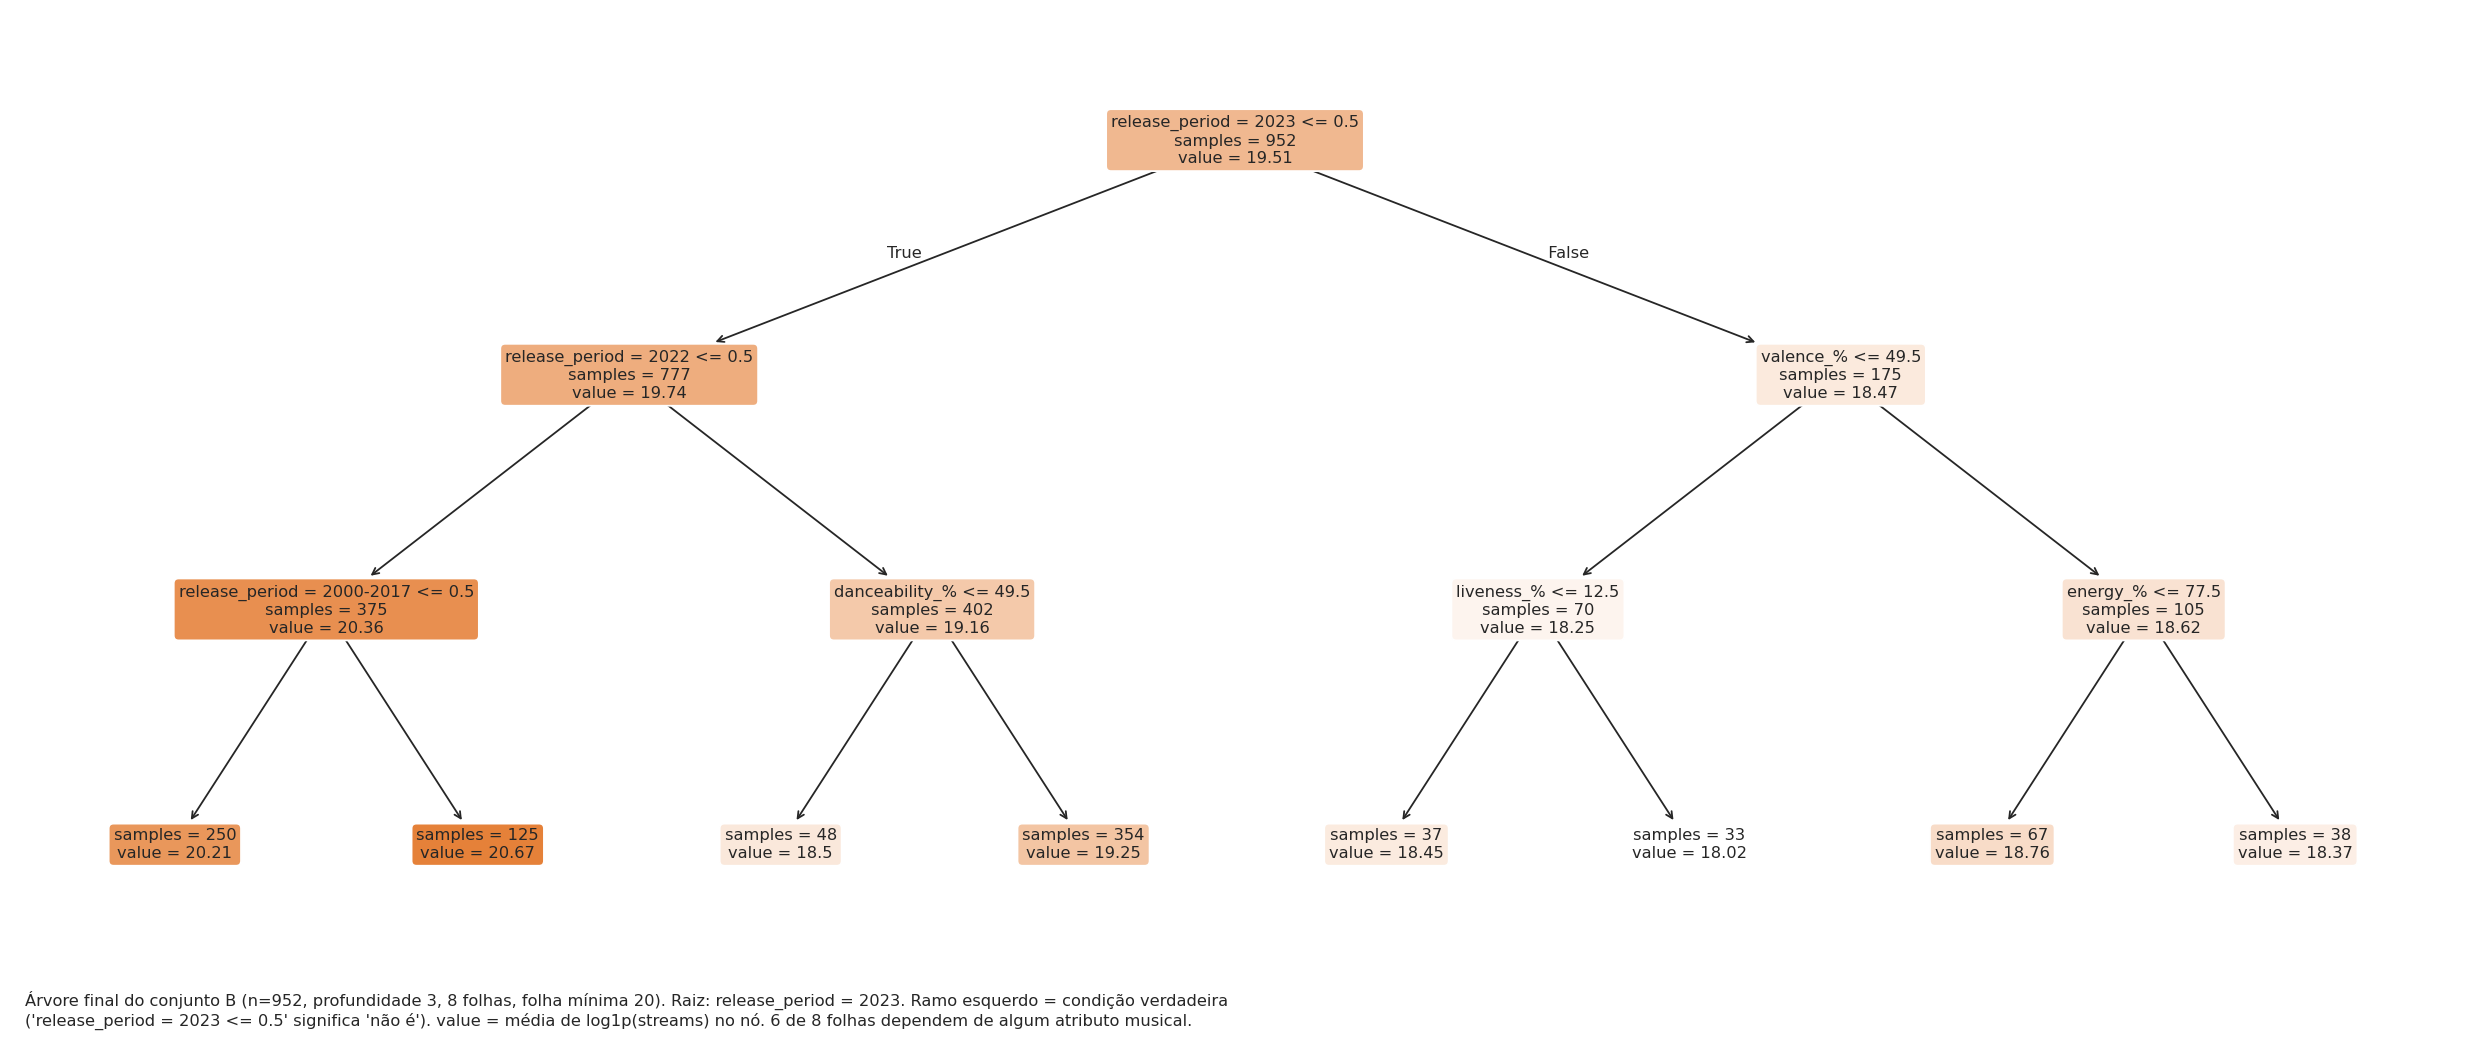 release_period = 2023 <= 0.5
samples = 952
value = 19.51
True
False
release_period = 2022 <= 0.5
samples = 777
value = 19.74
valence_% <= 49.5
samples = 175
value = 18.47
release_period = 2000-2017 <= 0.5
samples = 375
value = 20.36
danceability_% <= 49.5
samples = 402
value = 19.16
liveness_% <= 12.5
samples = 70
value = 18.25
energy_% <= 77.5
samples = 105
value = 18.62
samples = 250
value = 20.21
samples = 125
value = 20.67
samples = 48
value = 18.5
samples = 354
value = 19.25
samples = 37
value = 18.45
samples = 33
value = 18.02
samples = 67
value = 18.76
samples = 38
value = 18.37
Árvore final do conjunto B (n=952, profundidade 3, 8 folhas, folha mínima 20). Raiz: release_period = 2023. Ramo esquerdo = condição verdadeira
('release_period = 2023 <= 0.5' significa 'não é'). value = média de log1p(streams) no nó. 6 de 8 folhas dependem de algum atributo musical.